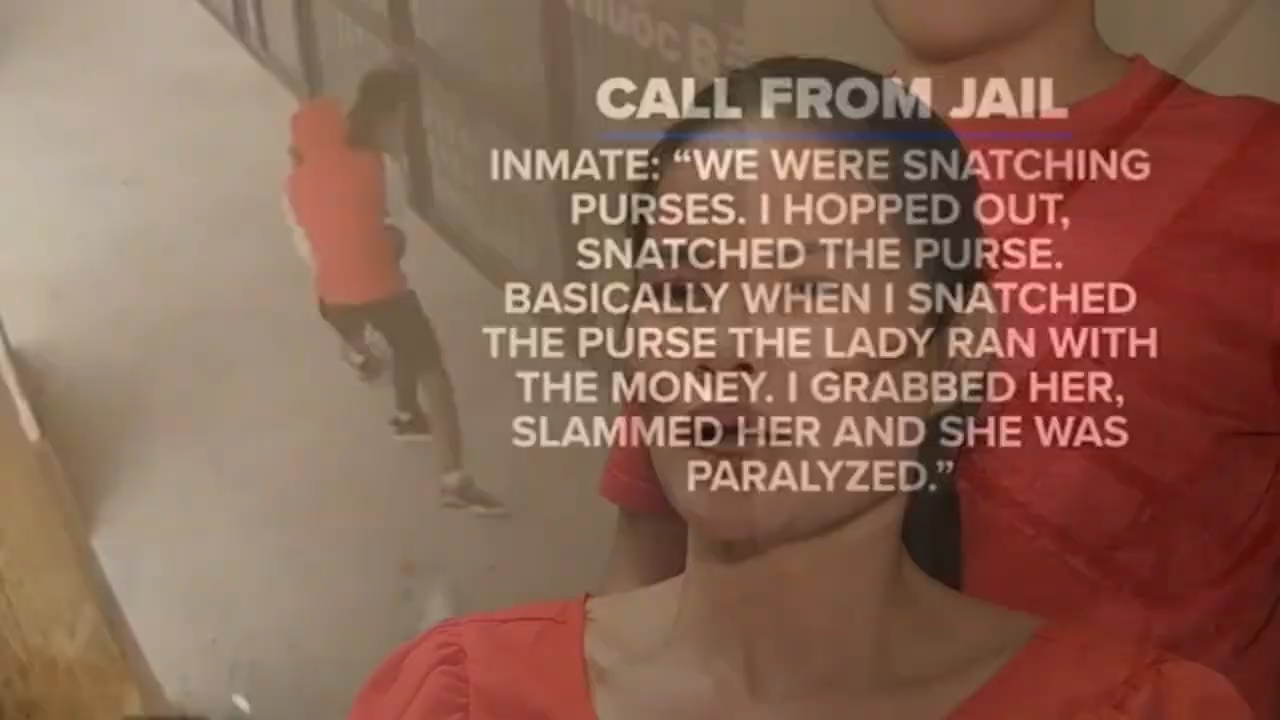 uốc B
CALL FROM JAIL
INMATE: “WE WERE SNATCHING
PURSES. I HOPPED OUT,
SNATCHED THE PURSE.
BASICALLY WHEN I SNATCHED
THE PURSE THE LADY RAN WITH
THE MONEY. I GRABBED HER,
SLAMMED HER AND SHE WAS
PARALYZED.”